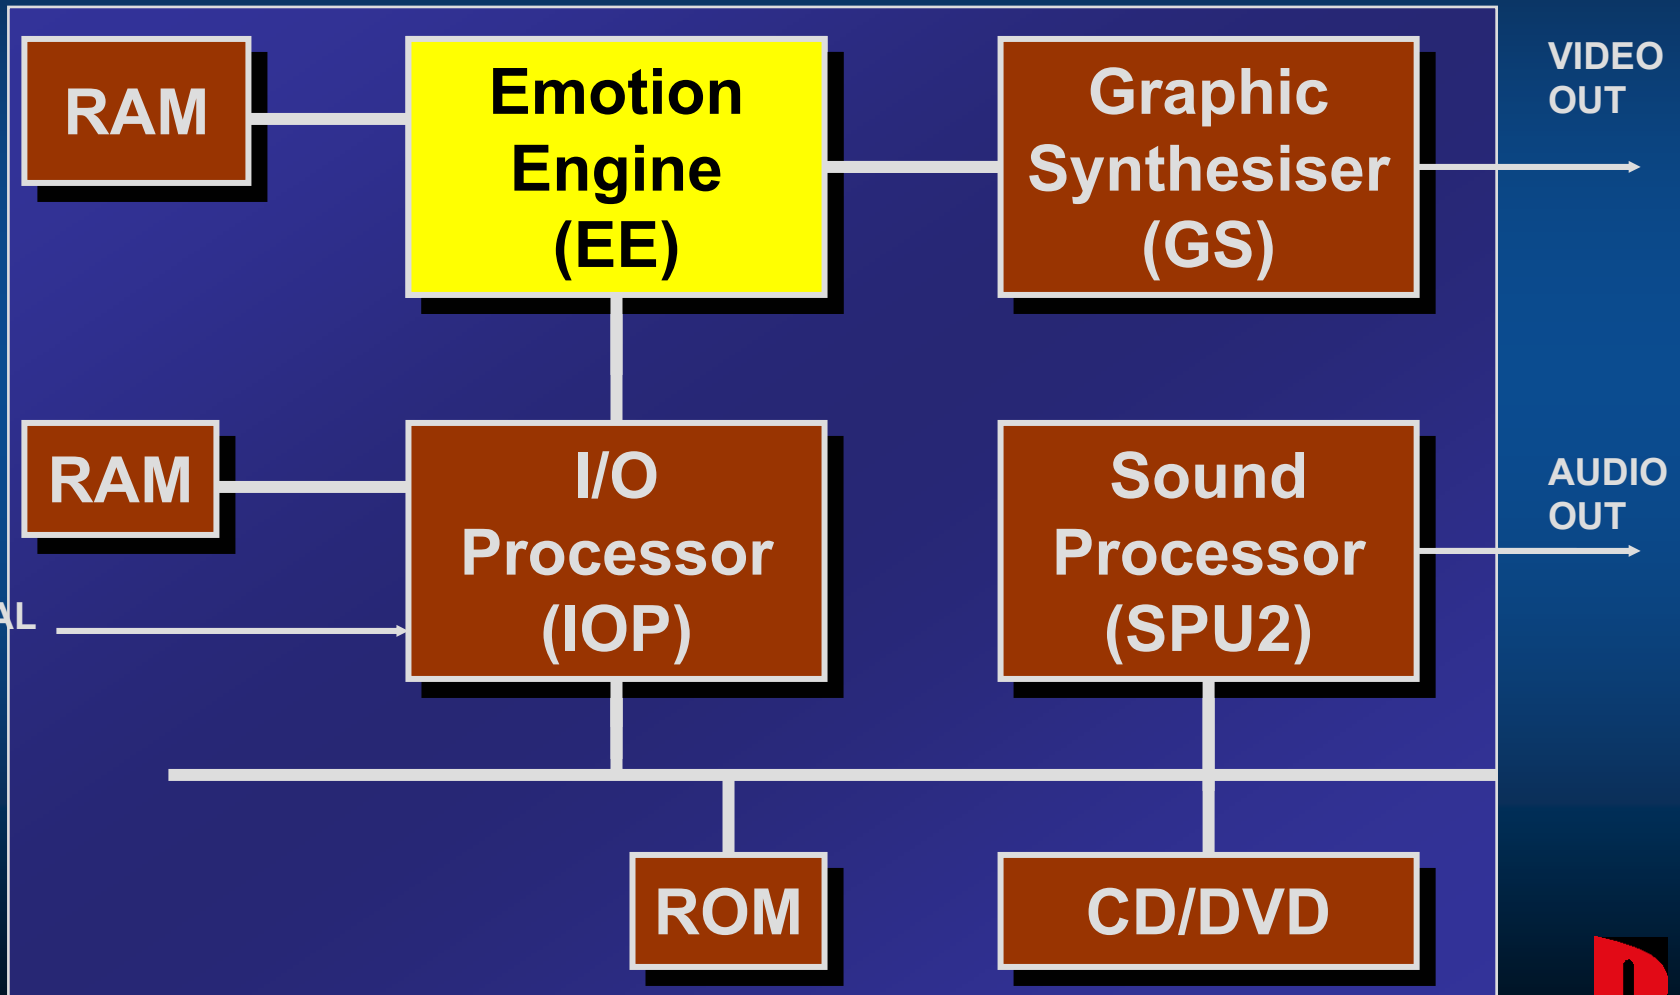 RAM
Emotion
Engine
(EE)
Graphic
Synthesiser
(GS)
VIDEO
OUT
RAM
I/O
Processor
(IOP)
Sound
Processor
(SPU2)
AUDIO
OUT
AL
ROM
CD/DVD